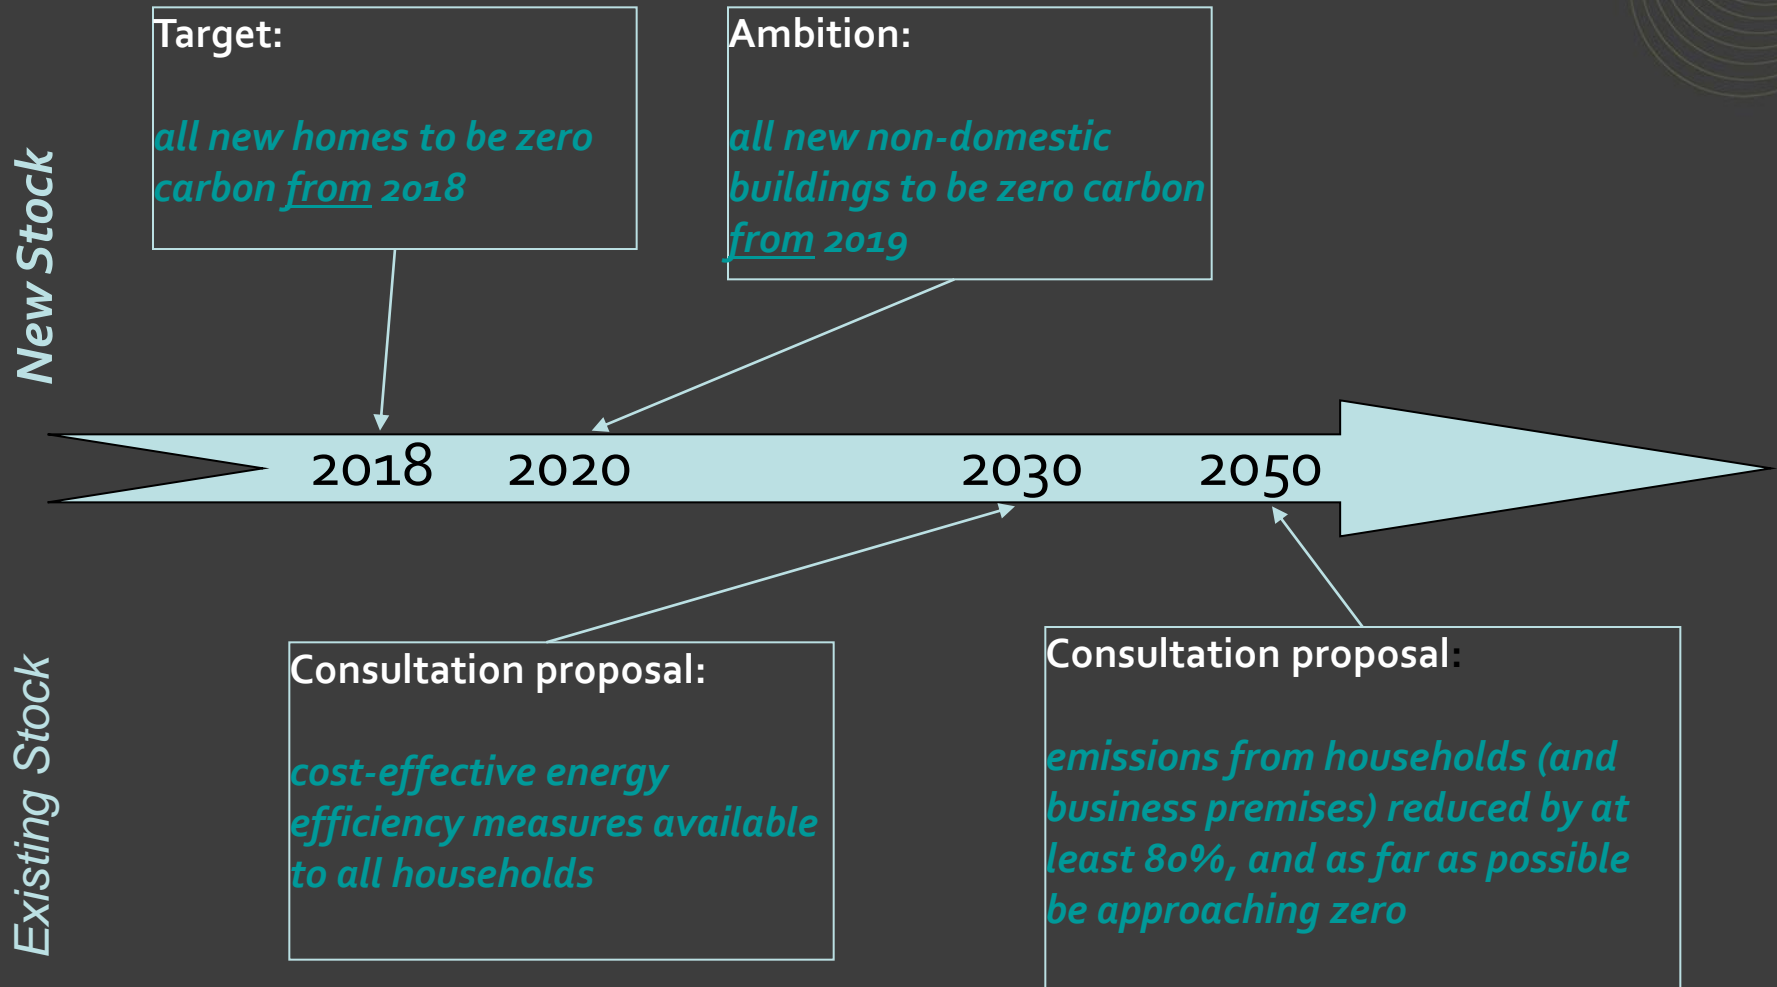 New Stock
Target:
all new homes to be zero
carbon from 2018
Ambition:
all new non-domestic
buildings to be zero carbon
from 2019
2018
2020
2030
2050
Existing Stock
Consultation proposal:
cost-effective energy
efficiency measures available
to all households
Consultation proposal:
emissions from households (and
business premises) reduced by at
least 80%, and as far as possible
be approaching zero